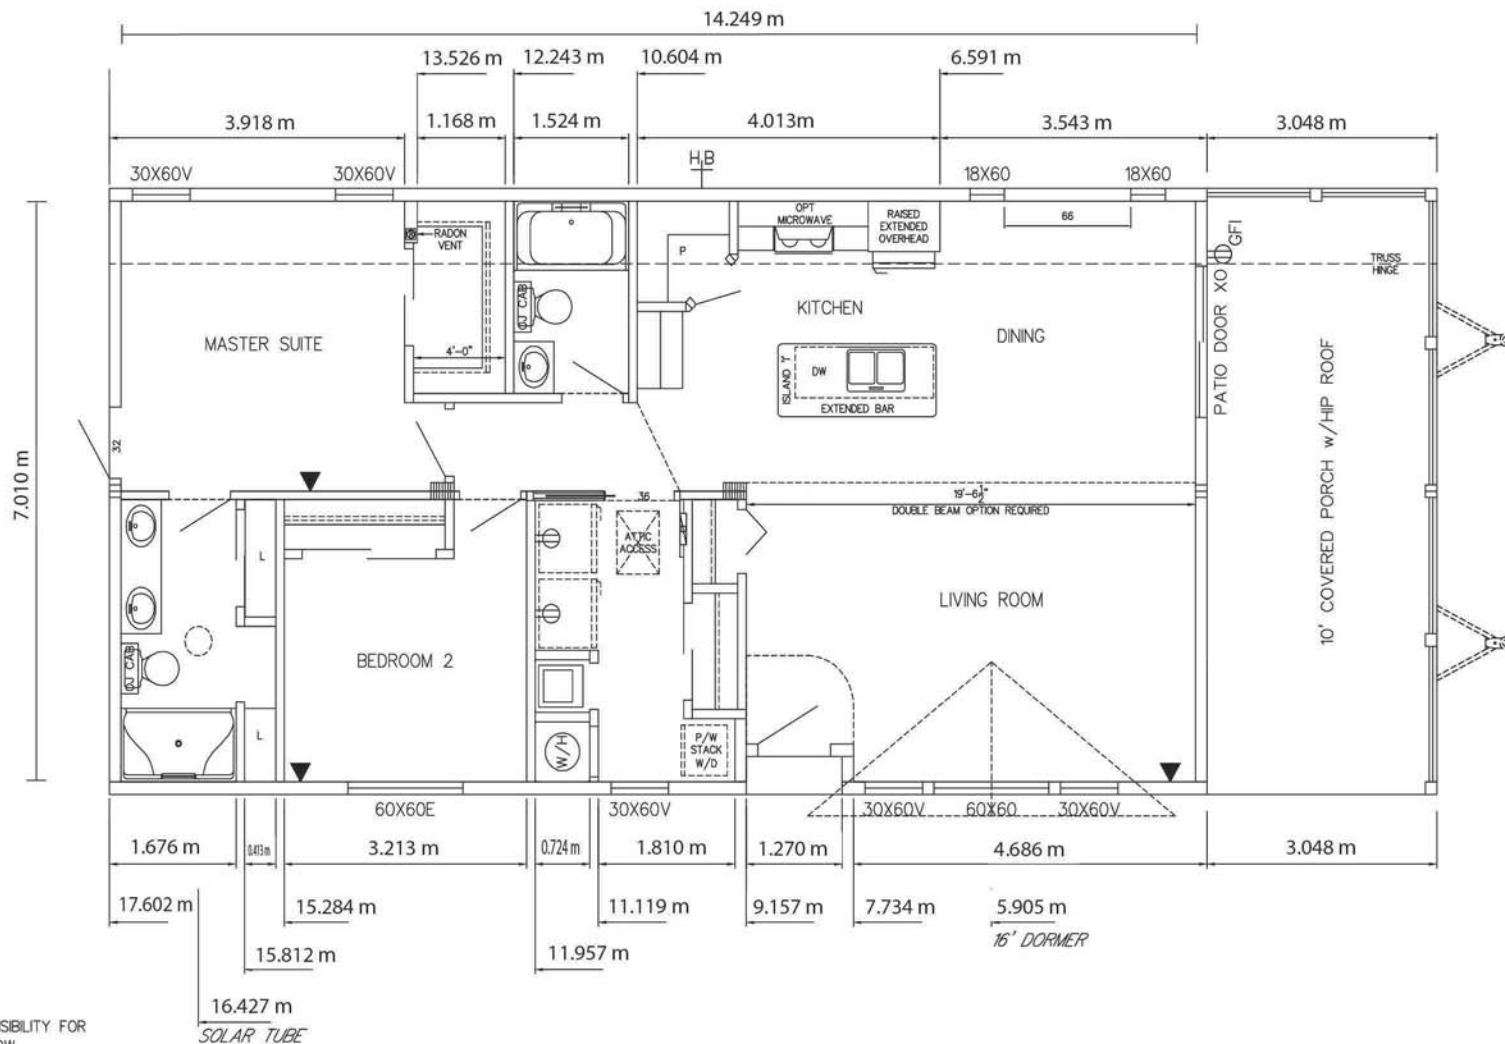 14.249 m
13.526 m
12.243 m
10.604 m
6.591 m
3.918 m
1.168 m
1.524 m
4.013m
3.543 m
3.048 m
30X60V
30X60V
H.B
18X60
18X60
OPT
MICROWAVE
RAISED
EXTENDED
OVERHEAD
66
GFI
RADON
VENT
P
TRUSS
HINGE
KITCHEN
DINING
MASTER SUITE
4'-0"
OJ CAB
ISLAND 'I'
DW
EXTENDED BAR
PATIO DOOR XO
10' COVERED PORCH w/HIP ROOF
32
7.010 m
36
19'-6½"
DOUBLE BEAM OPTION REQUIRED
ATTIC
ACCESS
L
LIVING ROOM
BEDROOM 2
OJ CAB
L
W/H
P/W
STACK
W/D
60X60E
30X60V
30X60V
60X60
30X60V
1.676 m
0.413m
3.213 m
0.724 m
1.810 m
1.270 m
4.686 m
3.048 m
17.602 m
15.284 m
11.119 m
9.157 m
7.734 m
5.905 m
16' DORMER
15.812 m
11.957 m
16.427 m
SOLAR TUBE
SIBILITY FOR